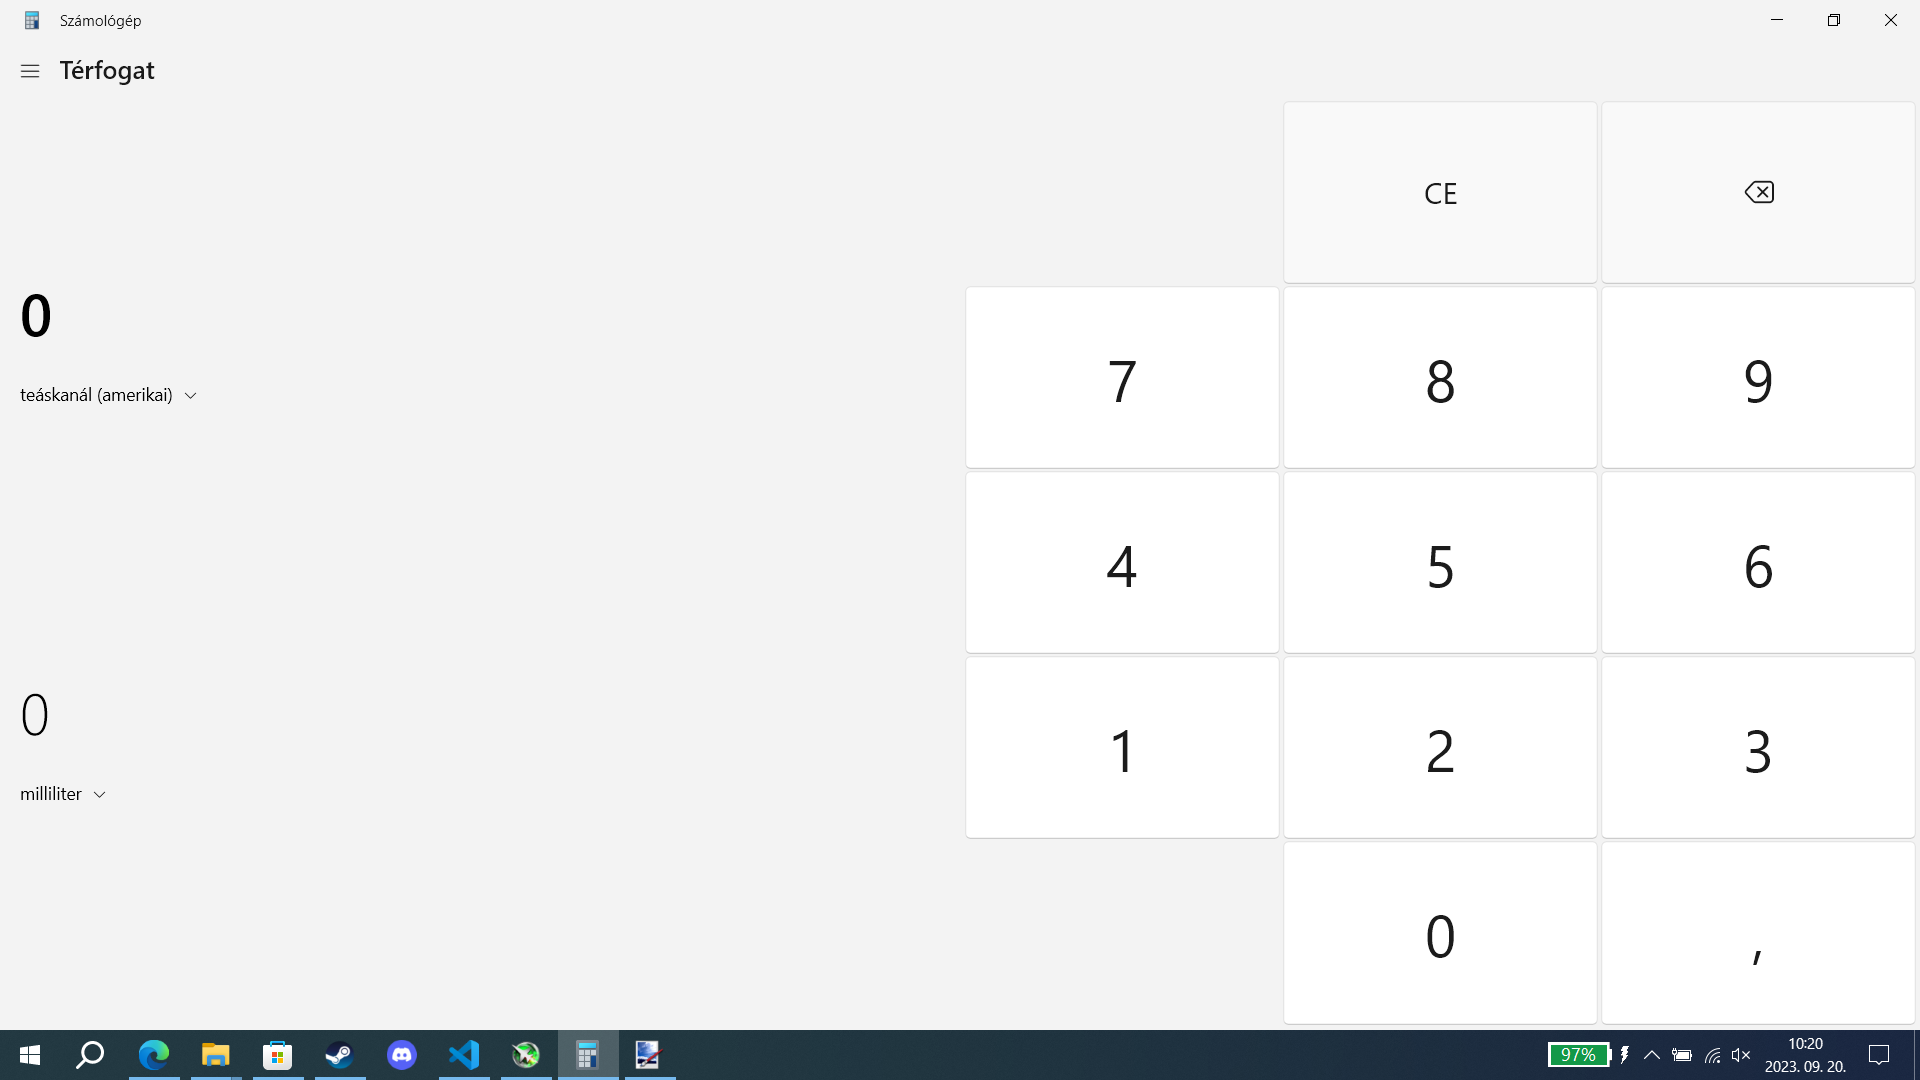 Számológép
Térfogat
CE
0
7 8 9
teáskanál (amerikai)
4 5 6
0
1 2 3
milliliter
0 ,
97%
10:20
2023. 09. 20.